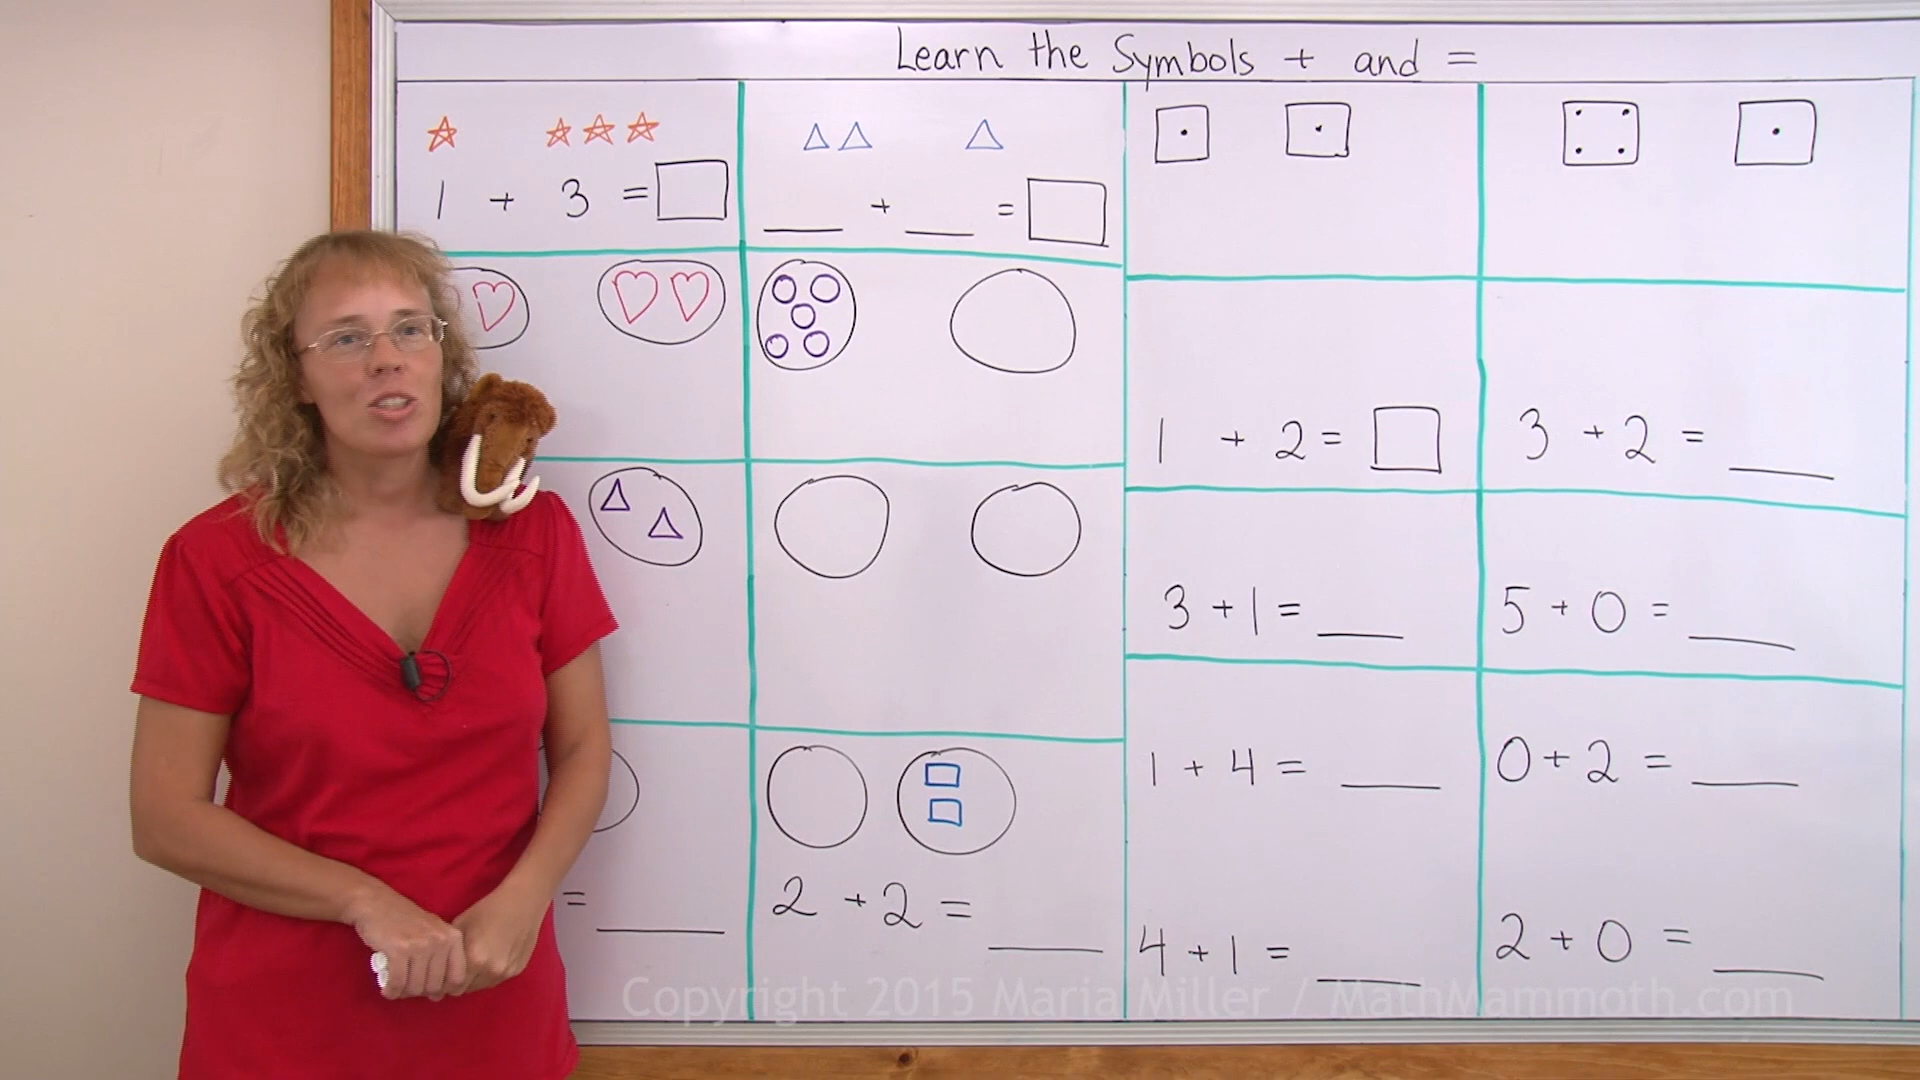 Learn the Symbols + and =
1 + 3 =
+ =
1 + 2 =
3 + 2 =
3 + 1 =
5 + 0 =
1 + 4 =
0 + 2 =
=
2 + 2 =
4 + 1 =
2 + 0 =
Copyright 2015 Maria Miller / MathMammoth.com